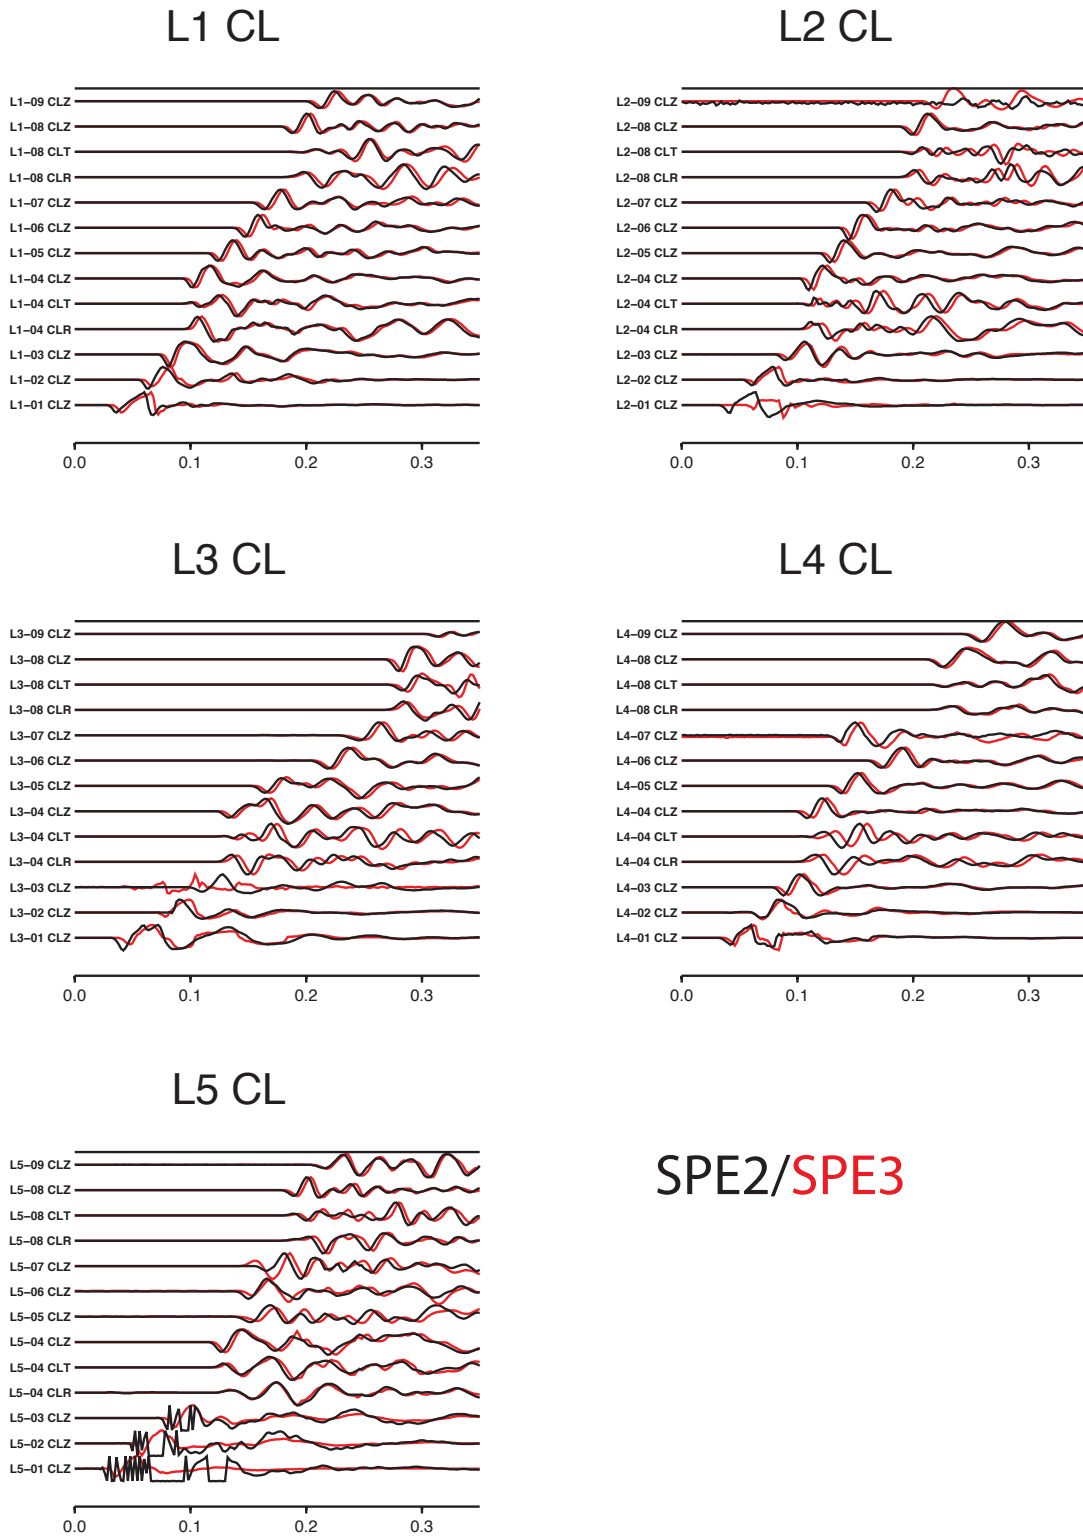 L1 CL
L1–09 CLZ
L1–08 CLZ
L1–08 CLT
L1–08 CLR
L1–07 CLZ
L1–06 CLZ
L1–05 CLZ
L1–04 CLZ
L1–04 CLT
L1–04 CLR
L1–03 CLZ
L1–02 CLZ
L1–01 CLZ
0.0 0.1 0.2 0.3
L2 CL
L2–09 CLZ
L2–08 CLZ
L2–08 CLT
L2–08 CLR
L2–07 CLZ
L2–06 CLZ
L2–05 CLZ
L2–04 CLZ
L2–04 CLT
L2–04 CLR
L2–03 CLZ
L2–02 CLZ
L2–01 CLZ
0.0 0.1 0.2 0.3
L3 CL
L3–09 CLZ
L3–08 CLZ
L3–08 CLT
L3–08 CLR
L3–07 CLZ
L3–06 CLZ
L3–05 CLZ
L3–04 CLZ
L3–04 CLT
L3–04 CLR
L3–03 CLZ
L3–02 CLZ
L3–01 CLZ
0.0 0.1 0.2 0.3
L4 CL
L4–09 CLZ
L4–08 CLZ
L4–08 CLT
L4–08 CLR
L4–07 CLZ
L4–06 CLZ
L4–05 CLZ
L4–04 CLZ
L4–04 CLT
L4–04 CLR
L4–03 CLZ
L4–02 CLZ
L4–01 CLZ
0.0 0.1 0.2 0.3
L5 CL
L5–09 CLZ
L5–08 CLZ
L5–08 CLT
L5–08 CLR
L5–07 CLZ
L5–06 CLZ
L5–05 CLZ
L5–04 CLZ
L5–04 CLT
L5–04 CLR
L5–03 CLZ
L5–02 CLZ
L5–01 CLZ
0.0 0.1 0.2 0.3
SPE2/SPE3